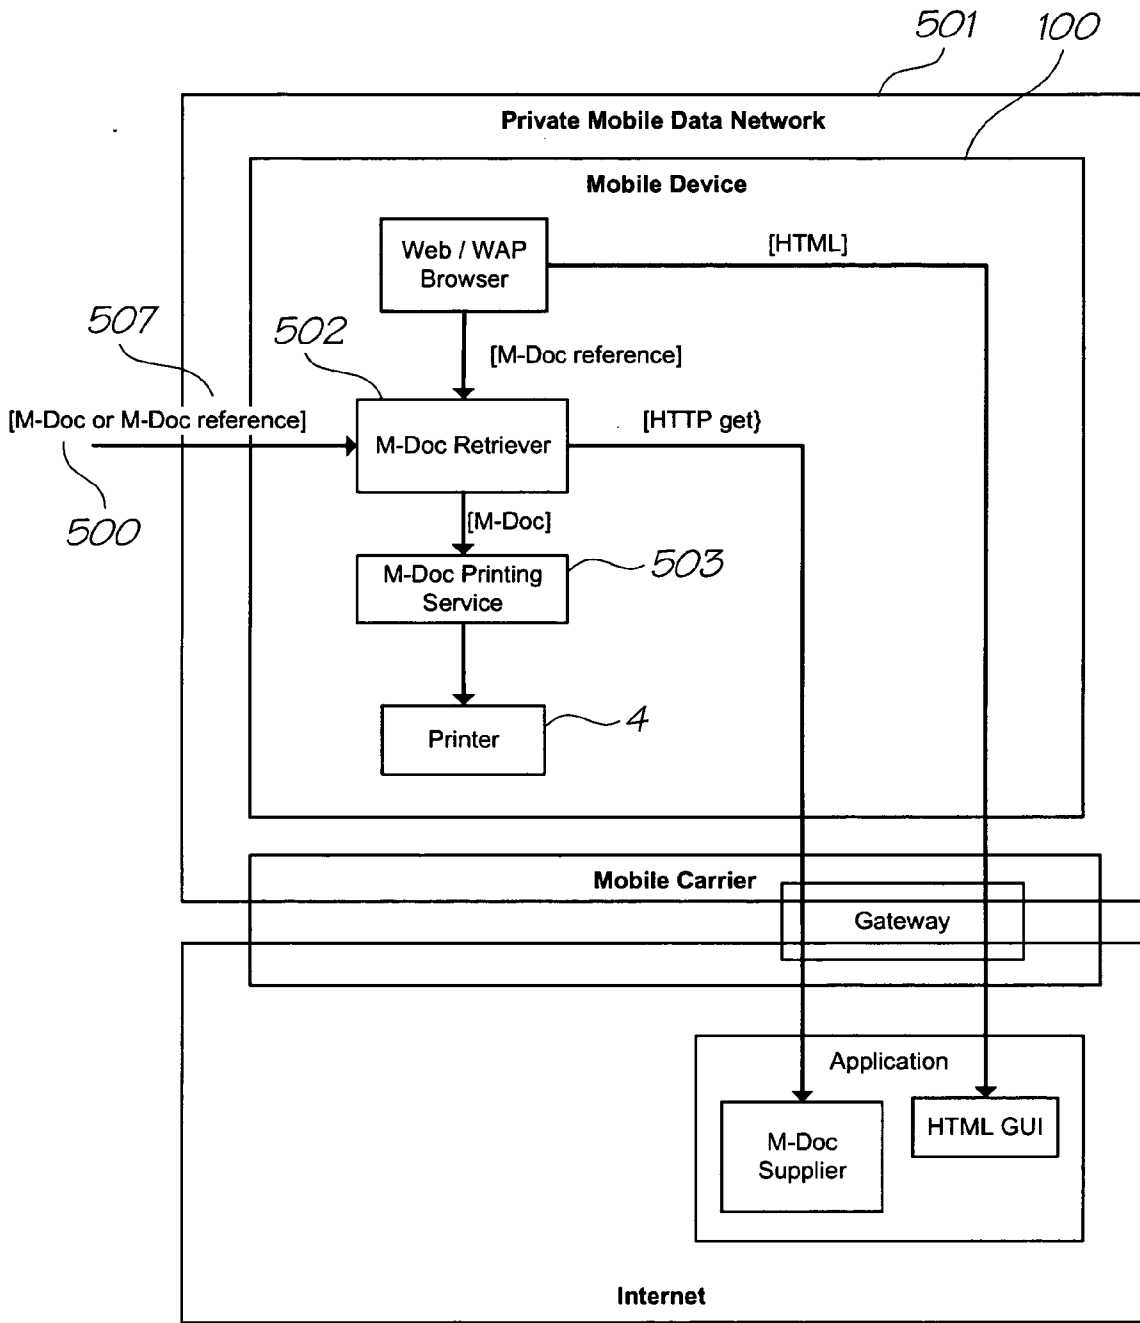 501
100
Private Mobile Data Network
Mobile Device
Web / WAP
Browser
[HTML]
507
502
[M-Doc reference]
[M-Doc or M-Doc reference]
M-Doc Retriever
[HTTP get}
500
[M-Doc]
M-Doc Printing
Service
503
Printer
4
Mobile Carrier
Gateway
Application
M-Doc
Supplier
HTML GUI
Internet